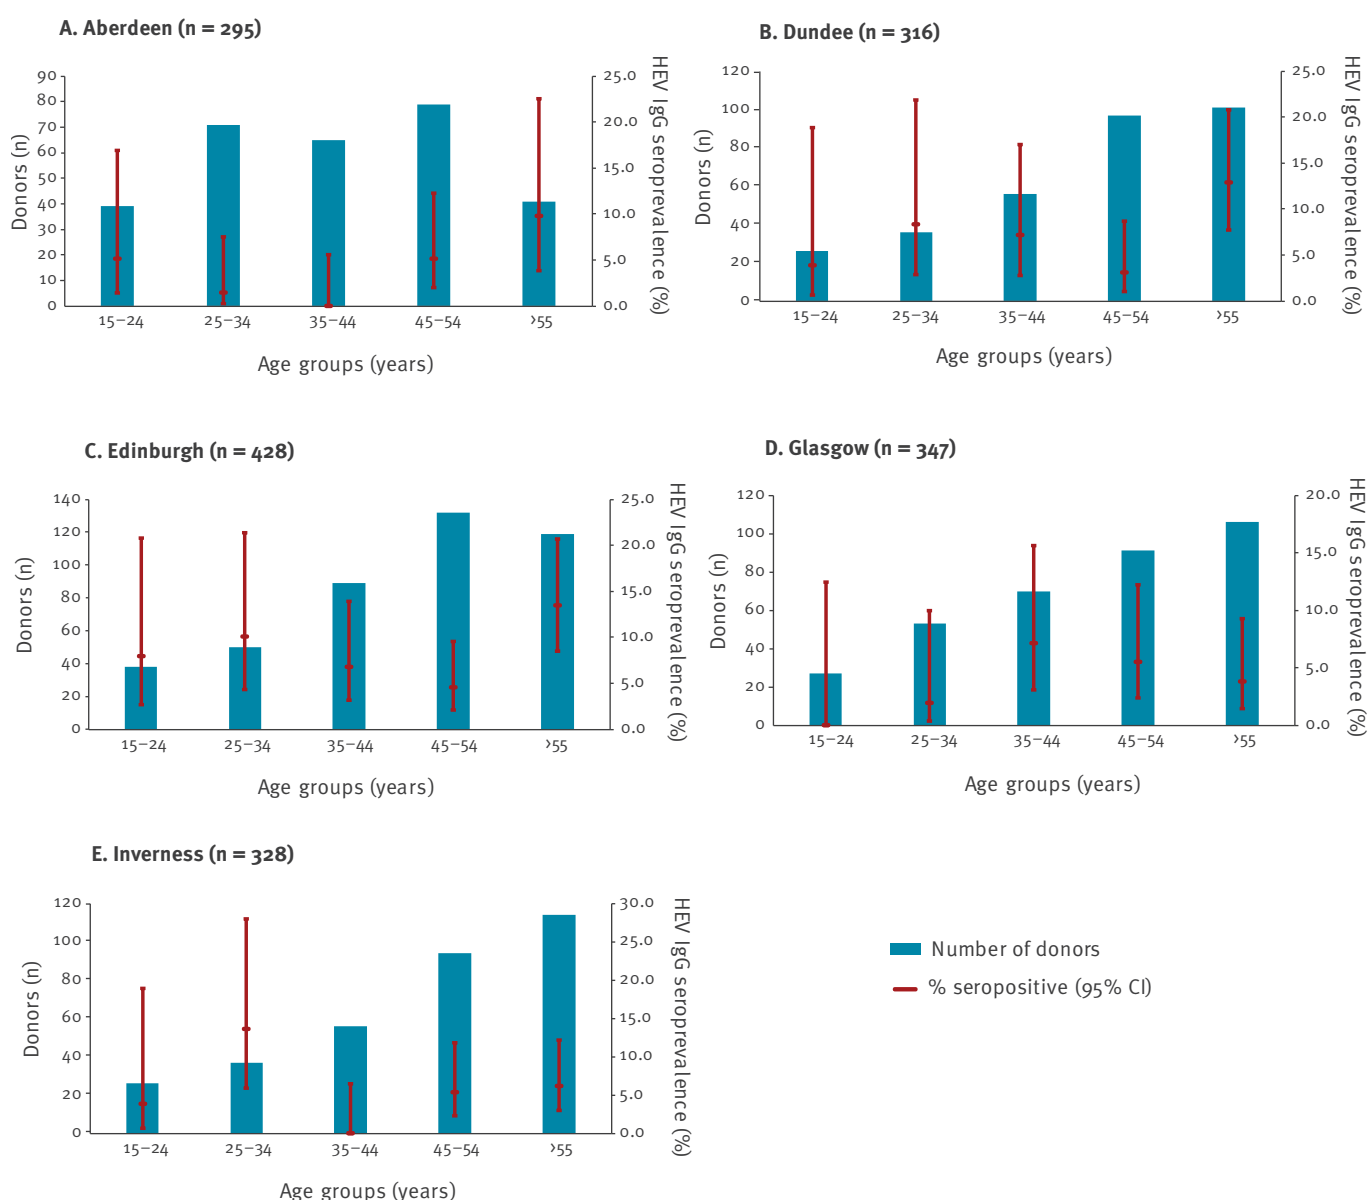 A. Aberdeen (n = 295)
90
80
70
60
50
40
30
20
10
0
Donors (n)
25.0
20.0
15.0
10.0
5.0
0.0
HEV IgG seroprevalence (%)
15–24 25–34 35–44 45–54 >55
Age groups (years)
B. Dundee (n = 316)
120
100
80
60
40
20
0
Donors (n)
25.0
20.0
15.0
10.0
5.0
0.0
HEV IgG seroprevalence (%)
15–24 25–34 35–44 45–54 >55
Age groups (years)
C. Edinburgh (n = 428)
140
120
100
80
60
40
20
0
Donors (n)
25.0
20.0
15.0
10.0
5.0
0.0
HEV IgG seroprevalence (%)
15–24 25–34 35–44 45–54 >55
Age groups (years)
D. Glasgow (n = 347)
120
100
80
60
40
20
0
Donors (n)
20.0
15.0
10.0
5.0
0.0
HEV IgG seroprevalence (%)
15–24 25–34 35–44 45–54 >55
Age groups (years)
E. Inverness (n = 328)
120
100
80
60
40
20
0
Donors (n)
30.0
25.0
20.0
15.0
10.0
5.0
0.0
HEV IgG seroprevalence (%)
15–24 25–34 35–44 45–54 >55
Age groups (years)
Number of donors
% seropositive (95% CI)